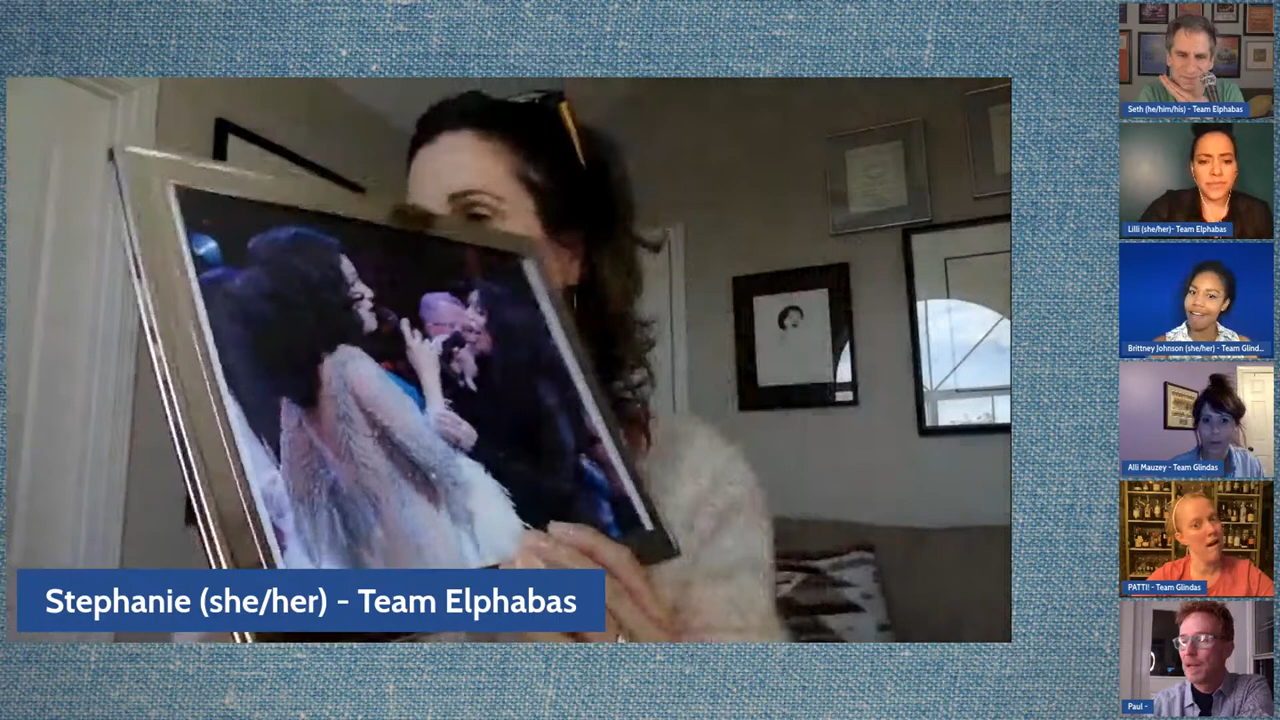 Stephanie (she/her) - Team Elphabas
Seth (he/him/his) - Team Elphabas
Lilli (she/her)- Team Elphabas
Brittney Johnson (she/her) - Team Glind...
Alli Mauzey - Team Glindas
PATTI! - Team Glindas
Paul -